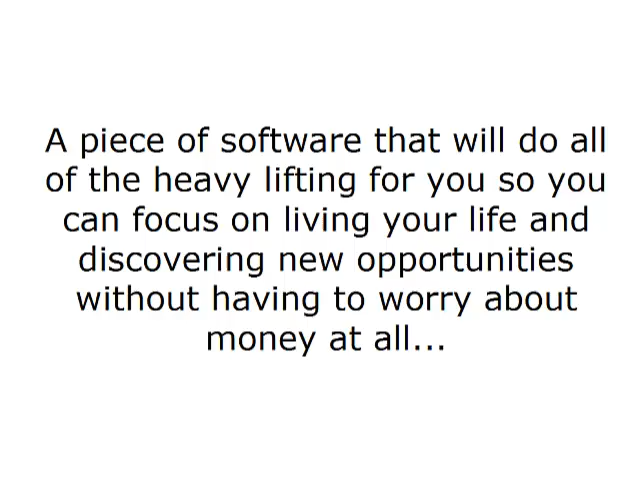 A piece of software that will do all
of the heavy lifting for you so you
can focus on living your life and
discovering new opportunities
without having to worry about
money at all...